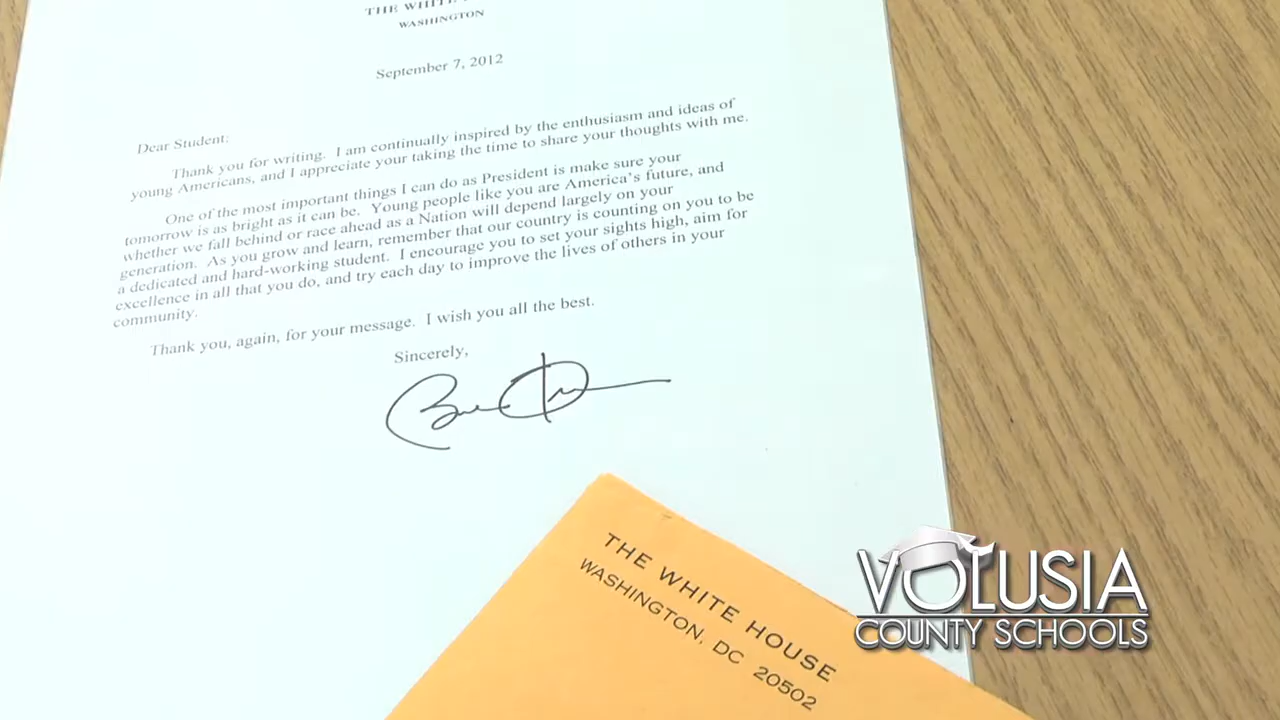 THE WHITE
WASHINGTON
September 7, 2012
Dear Student:
Thank you for writing. I am continually inspired by the enthusiasm and ideas of
young Americans, and I appreciate your taking the time to share your thoughts with me.
One of the most important things I can do as President is make sure your
tomorrow is as bright as it can be. Young people like you are America's future, and
whether we fall behind or race ahead as a Nation will depend largely on your
generation. As you grow and learn, remember that our country is counting on you to be
a dedicated and hard-working student. I encourage you to set your sights high, aim for
excellence in all that you do, and try each day to improve the lives of others in your
community.
Thank you, again, for your message. I wish you all the best.
Sincerely,
THE WHITE HOUSE
WASHINGTON, DC 20502
VOLUSIA
COUNTY SCHOOLS